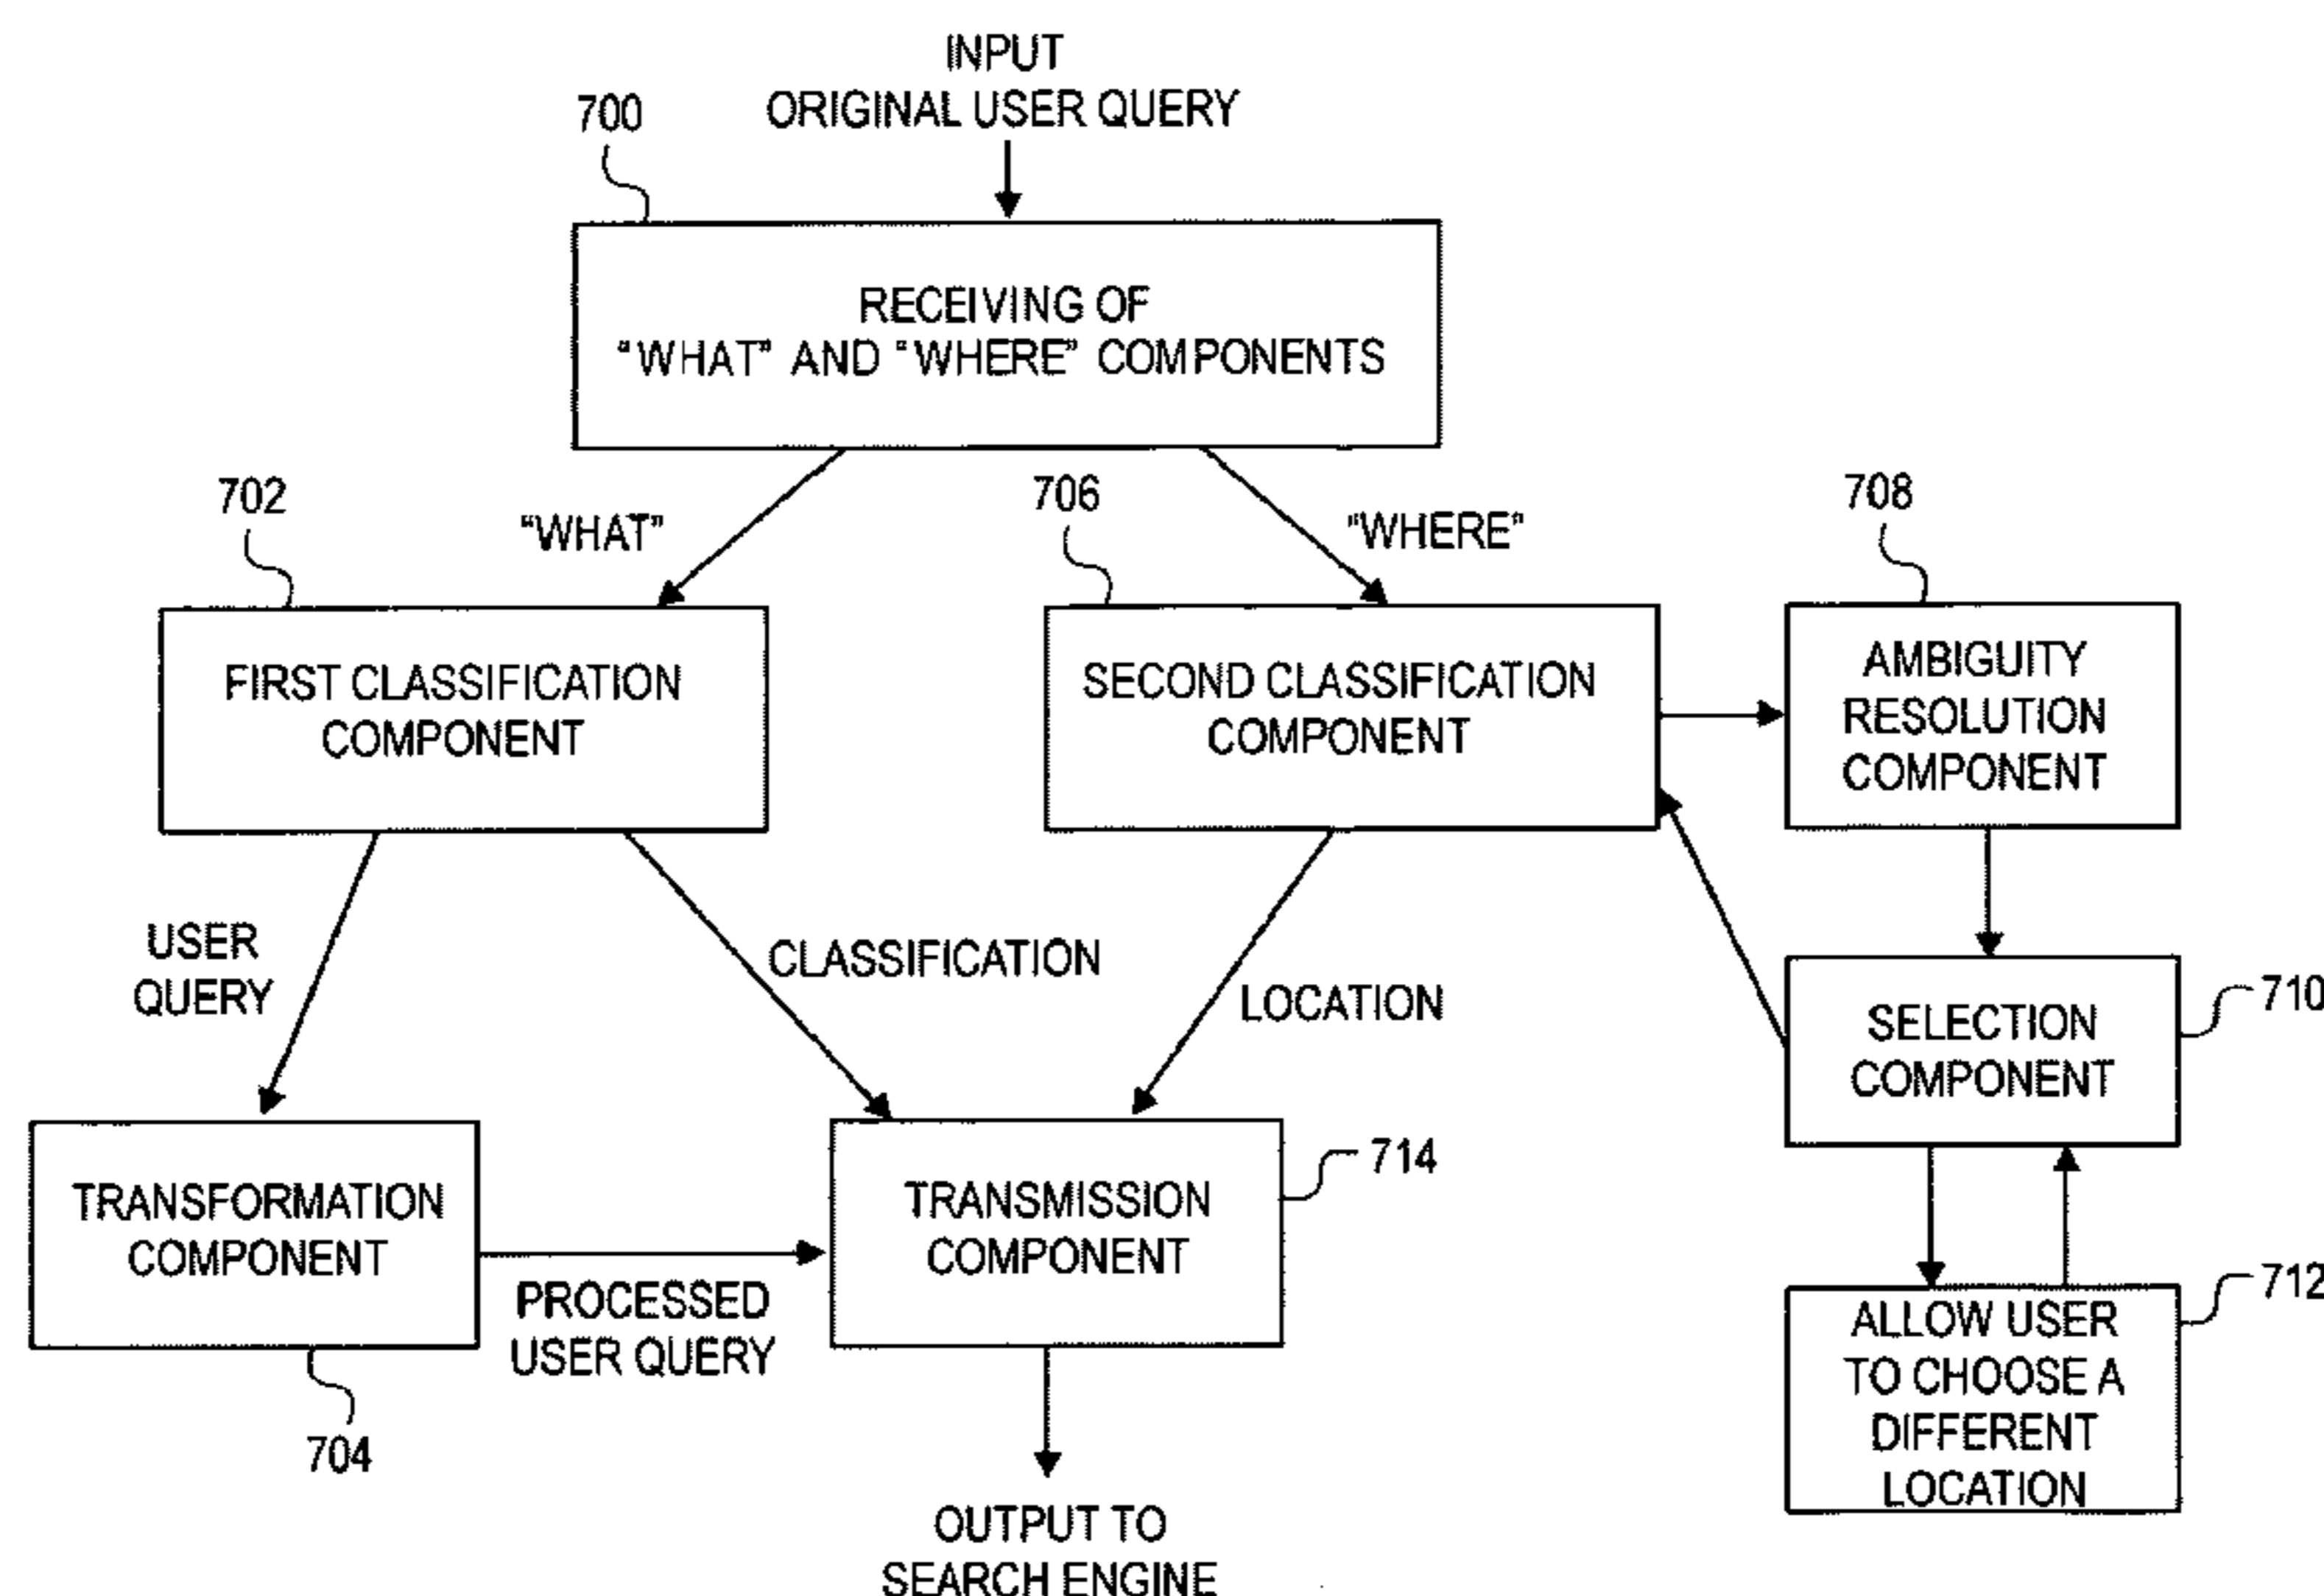 INPUT
ORIGINAL USER QUERY
700
RECEIVING OF
"WHAT" AND "WHERE" COMPONENTS
702
"WHAT"
706
"WHERE"
708
FIRST CLASSIFICATION
COMPONENT
SECOND CLASSIFICATION
COMPONENT
AMBIGUITY
RESOLUTION
COMPONENT
USER
QUERY
CLASSIFICATION
LOCATION
SELECTION
COMPONENT
710
TRANSFORMATION
COMPONENT
704
PROCESSED
USER QUERY
TRANSMISSION
COMPONENT
714
ALLOW USER
TO CHOOSE A
DIFFERENT
LOCATION
712
OUTPUT TO
SEARCH ENGINE